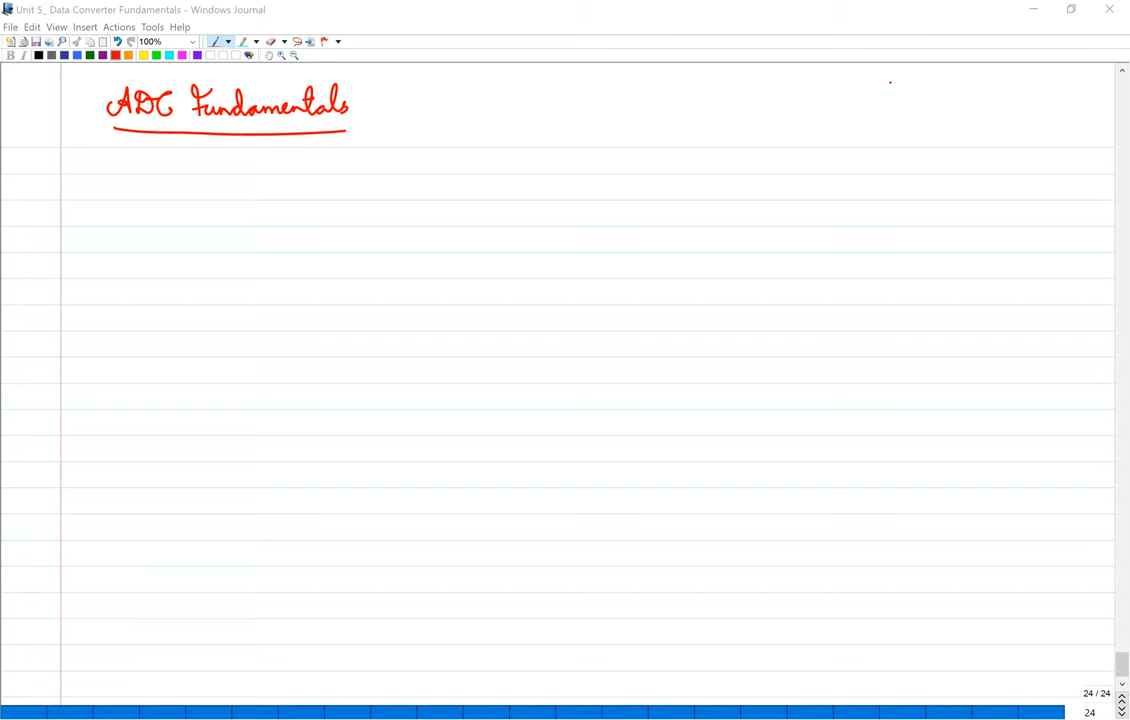 Unit 5_ Data Converter Fundamentals - Windows Journal
File Edit View Insert Actions Tools Help
100%
B I
ADC Fundamentals
24 / 24
24